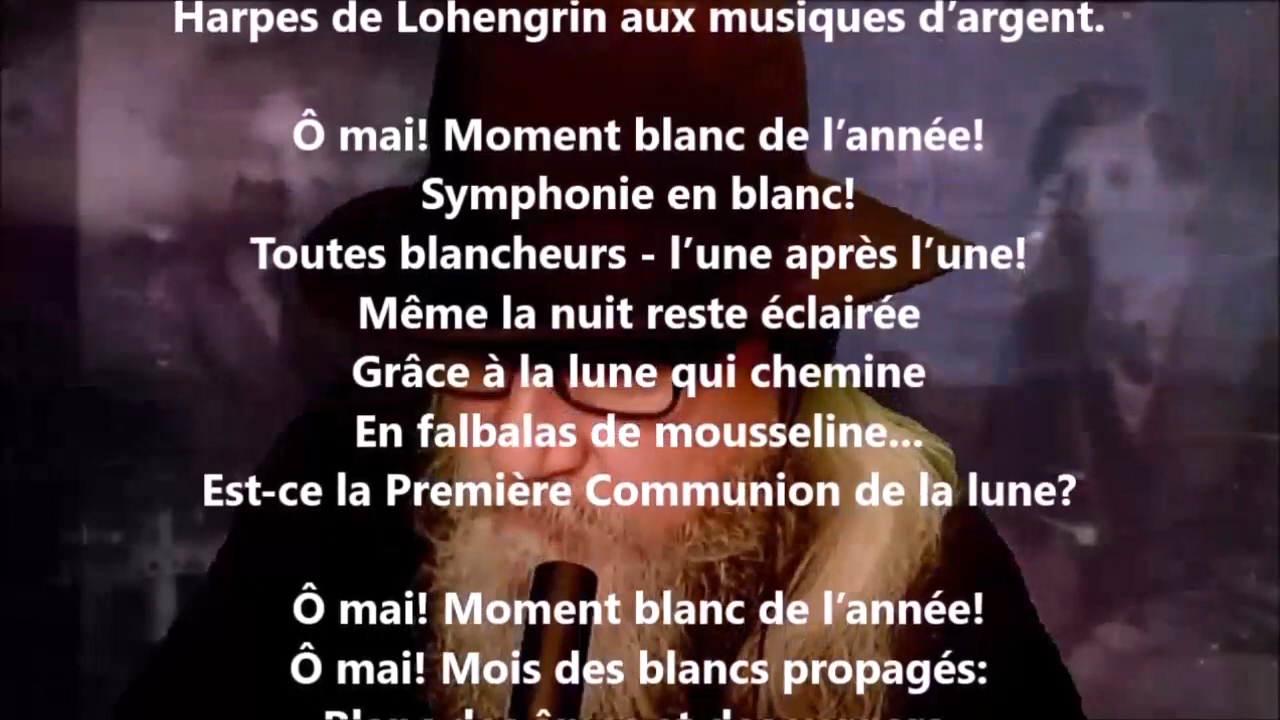 Harpes de Lohengrin aux musiques d’argent.
Ô mai! Moment blanc de l’année!
Symphonie en blanc!
Toutes blancheurs - l’une après l’une!
Même la nuit reste éclairée
Grâce à la lune qui chemine
En falbalas de mousseline...
Est-ce la Première Communion de la lune?
Ô mai! Moment blanc de l’année!
Ô mai! Mois des blancs propagés: